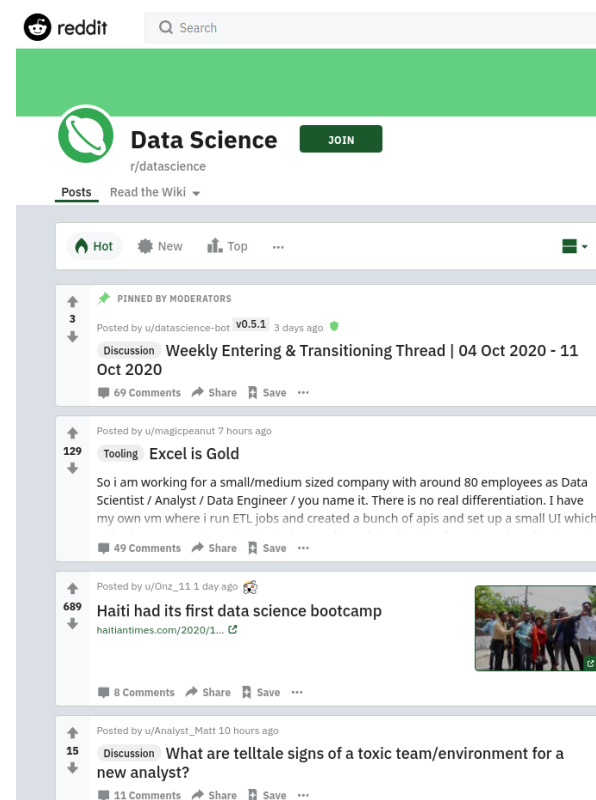 reddit
Search
Data Science
JOIN
r/datascience
Posts
Read the Wiki
Hot
New
Top
PINNED BY MODERATORS
3
Posted by u/datascience-bot v0.5.1 3 days ago
Discussion Weekly Entering & Transitioning Thread | 04 Oct 2020 - 11
Oct 2020
69 Comments Share Save
Posted by u/magicpeanut 7 hours ago
129
Tooling Excel is Gold
So i am working for a small/medium sized company with around 80 employees as Data
Scientist / Analyst / Data Engineer / you name it. There is no real differentiation. I have
my own vm where i run ETL jobs and created a bunch of apis and set up a small UI which
49 Comments Share Save
Posted by u/Onz_11 1 day ago
689
Haiti had its first data science bootcamp
haitiantimes.com/2020/1...
8 Comments Share Save
Posted by u/Analyst_Matt 10 hours ago
15
Discussion What are telltale signs of a toxic team/environment for a
new analyst?
11 Comments Share Save